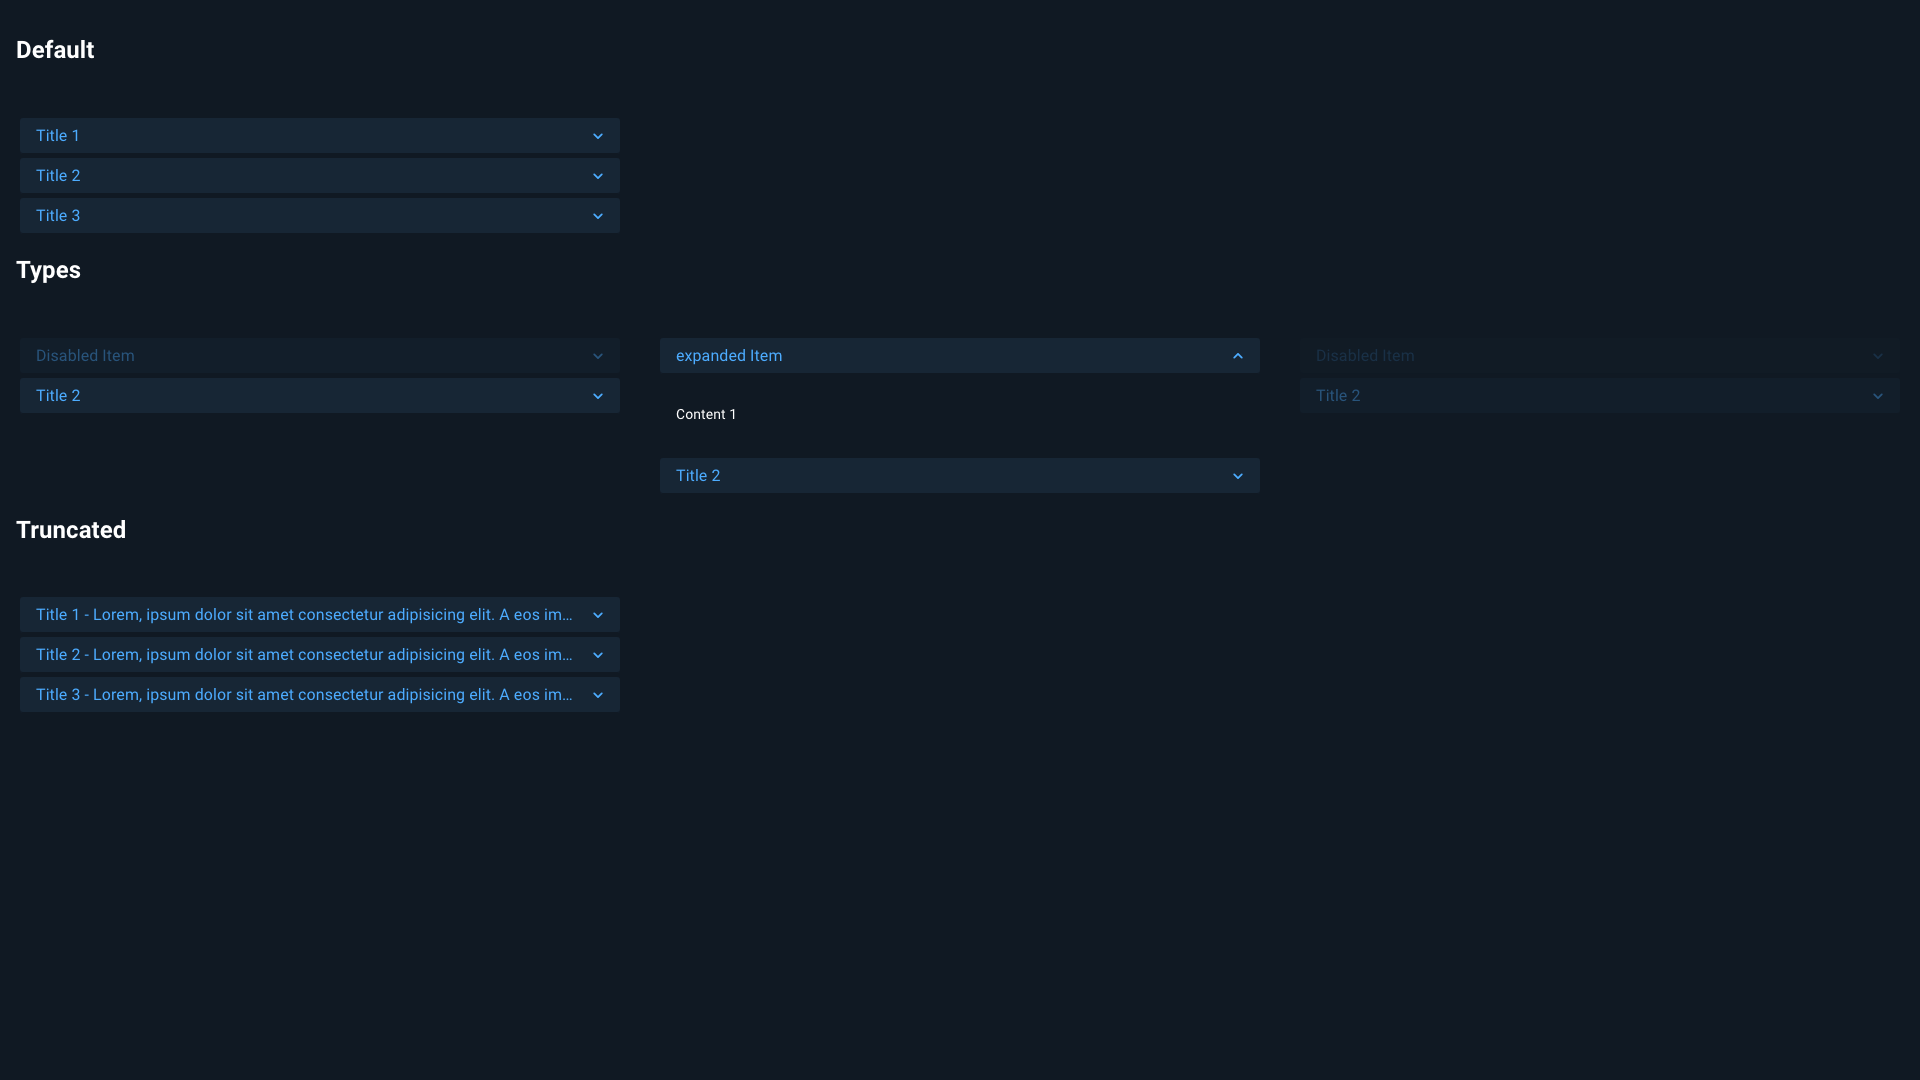 Default
Title 1
Title 2
Title 3
Types
Disabled Item
Title 2
expanded Item
Content 1
Title 2
Disabled Item
Title 2
Truncated
Title 1 - Lorem, ipsum dolor sit amet consectetur adipisicing elit. A eos im...
Title 2 - Lorem, ipsum dolor sit amet consectetur adipisicing elit. A eos im...
Title 3 - Lorem, ipsum dolor sit amet consectetur adipisicing elit. A eos im...